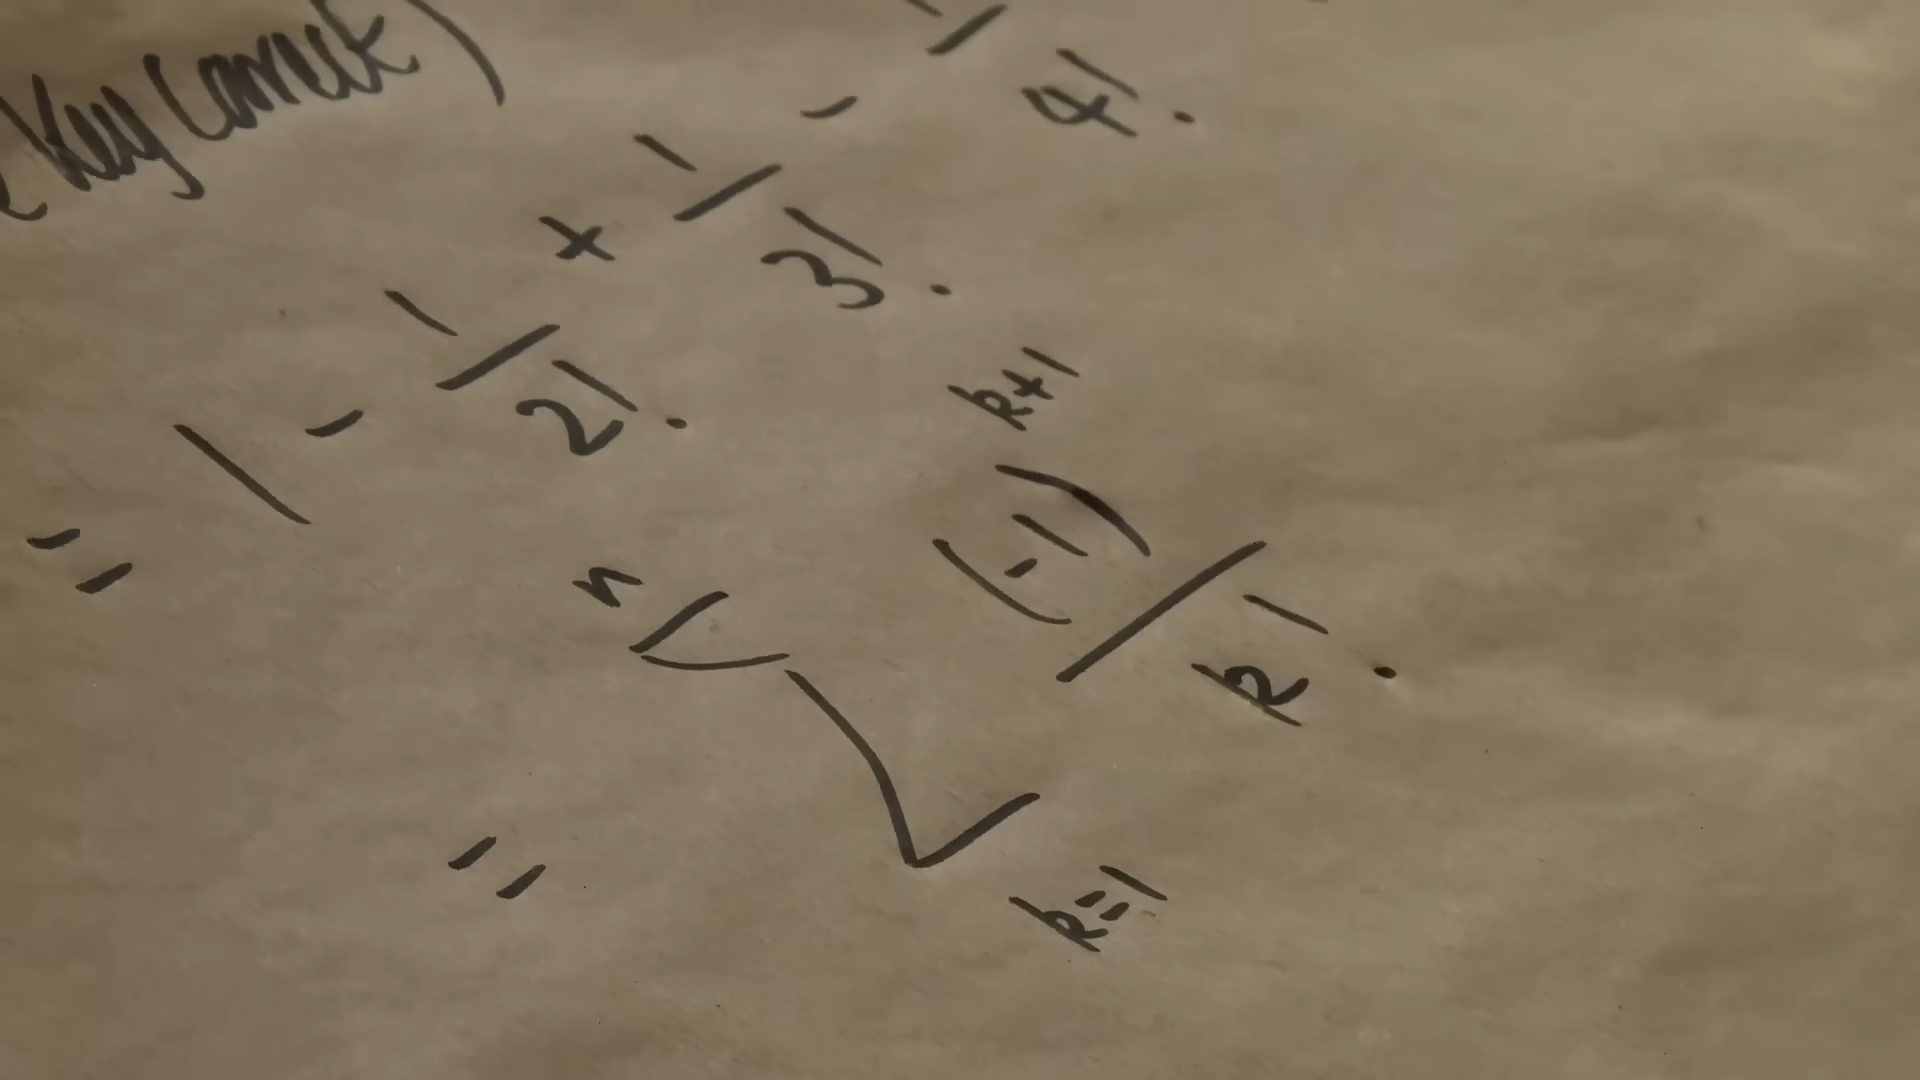 Key Correct)
= 1 - 1/2! + 1/3! - 1/4!
= n∑k=1 (-1)^k+1 / k!